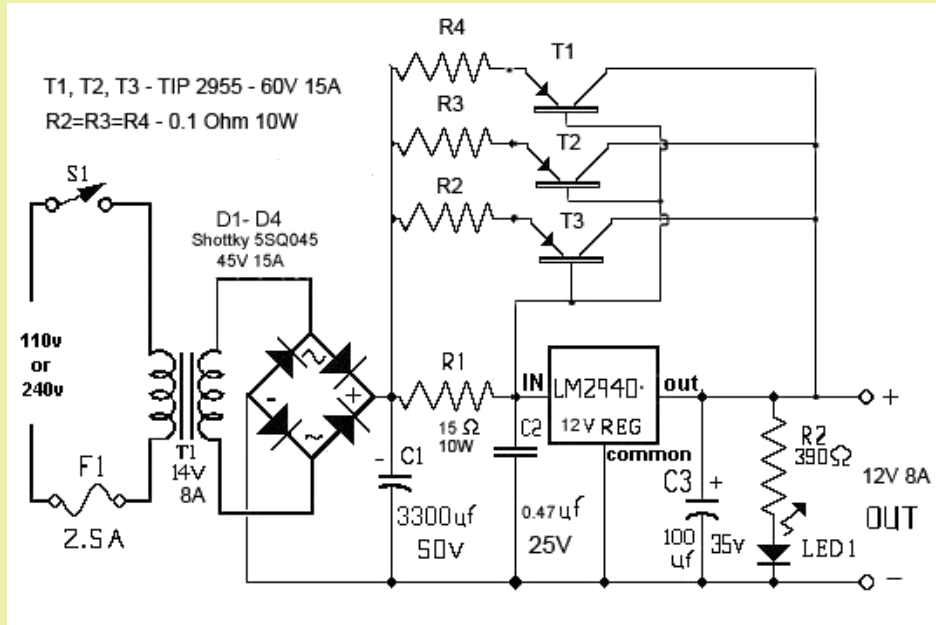 T1, T2, T3 - TIP 2955 - 60V 15A
R2=R3=R4 - 0.1 Ohm 10W
R4
T1
R3
T2
R2
T3
S1
D1- D4
Shottky 5SQ045
45V 15A
110v
or
240v
F1
2.5A
T1
14V
8A
~
-
+
~
R1
15 Ω
10W
- C1
3300uf
50v
IN
LM2940
12V REG
out
common
C2
0.47uf
25V
C3 +
100
uf
35v
R2
390Ω
LED1
+
12V 8A
OUT
-